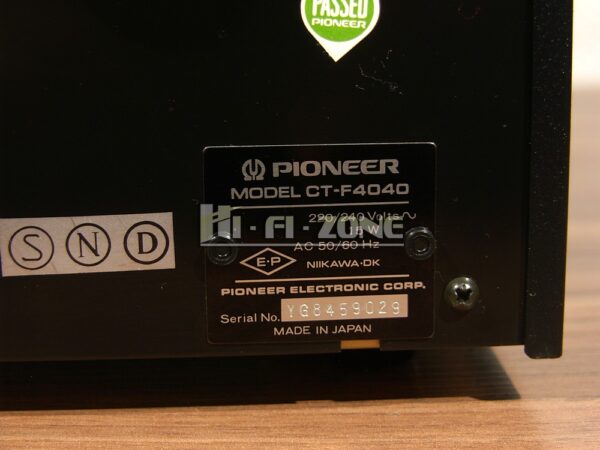 PASSED
PIONEER
PIONEER
MODEL CT-F4040
220/240 Volts~
15 W
AC 50/60 Hz
HI-FI-ZONE
E·P
NIIKAWA·DK
S N D
PIONEER ELECTRONIC CORP.
Serial No. YG8459029
MADE IN JAPAN